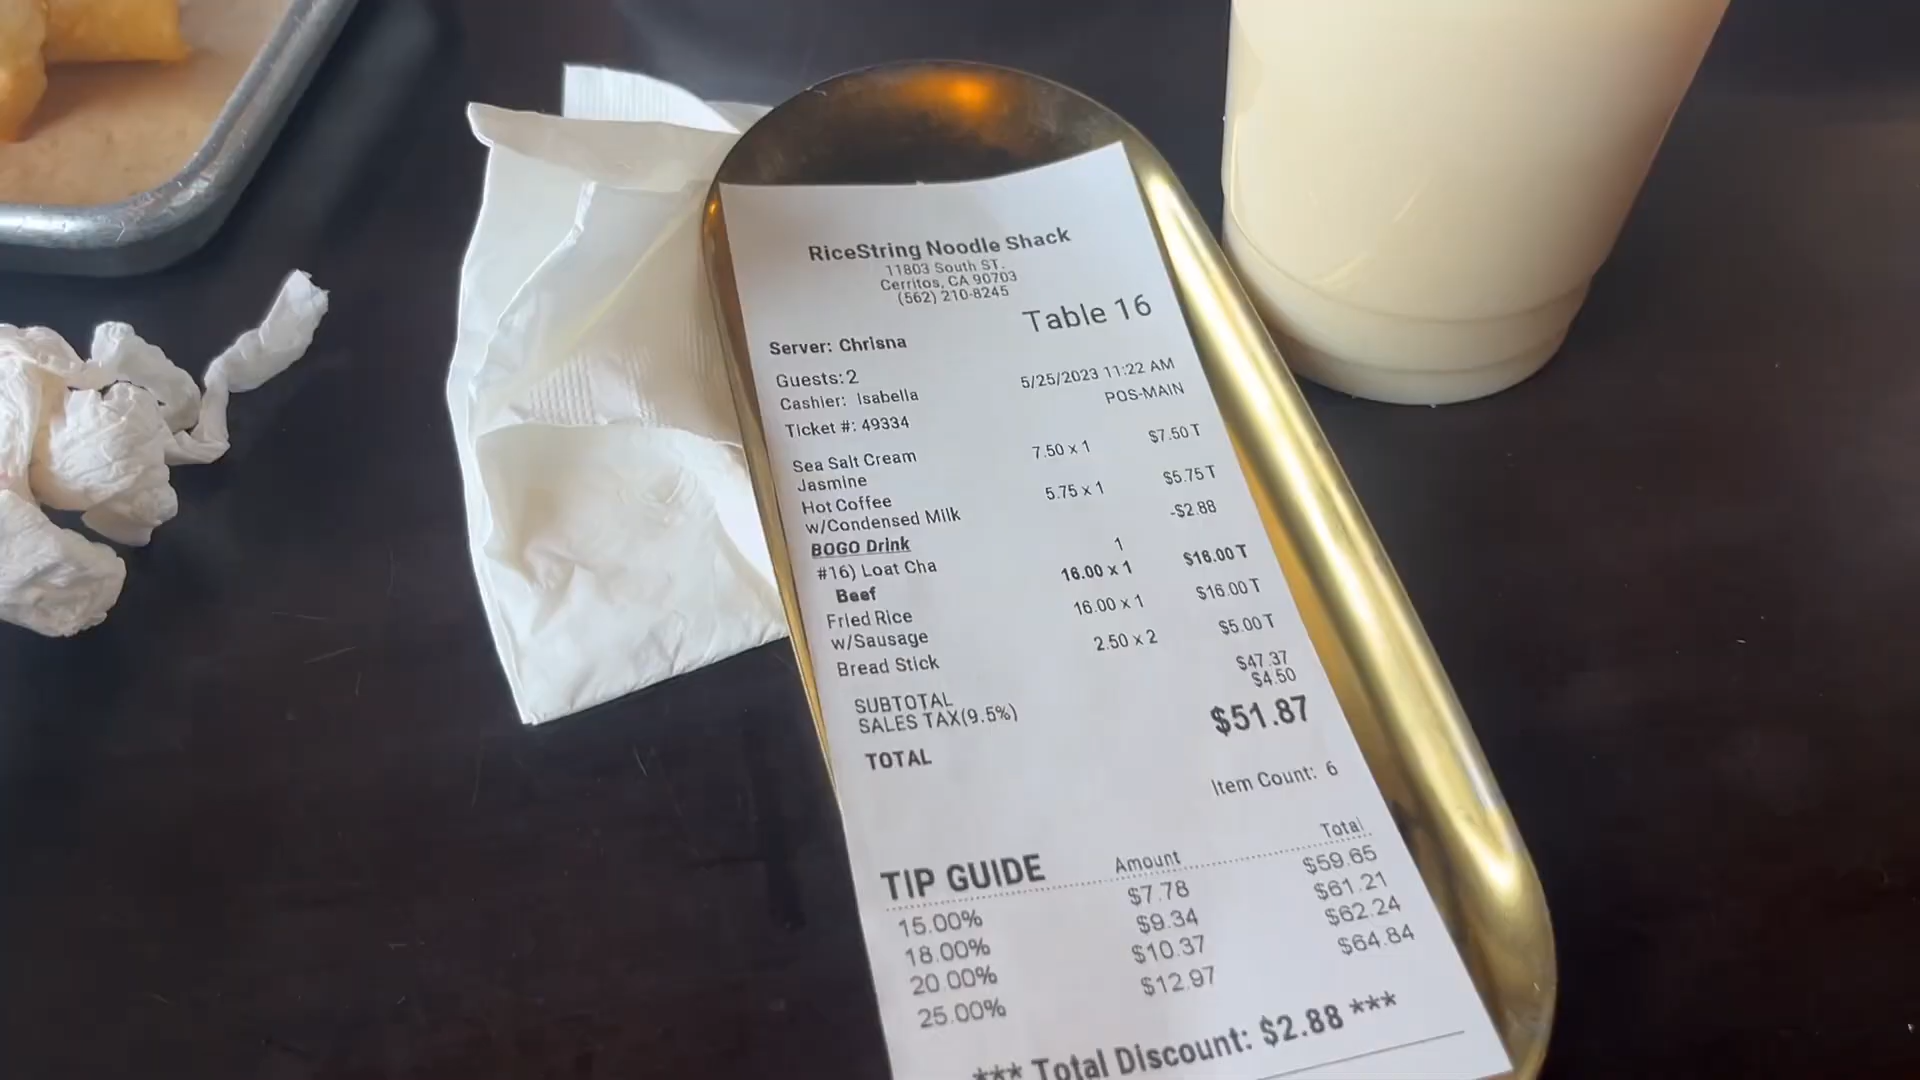 RiceString Noodle Shack
11803 South ST.
Cerritos, CA 90703
(562) 210-8245
Table 16
Server: Chrisna
Guests: 2 5/25/2023 11:22 AM
Cashier: Isabella POS-MAIN
Ticket #: 49334
Sea Salt Cream 7.50 x 1 $7.50 T
Jasmine
Hot Coffee 5.75 x 1 $5.75 T
w/Condensed Milk
BOGO Drink -$2.88
#16) Loat Cha 1
Beef 16.00 x 1 $16.00 T
Fried Rice 16.00 x 1 $16.00 T
w/Sausage
Bread Stick 2.50 x 2 $5.00 T
SUBTOTAL $47.37
SALES TAX(9.5%) $4.50
TOTAL $51.87
Item Count: 6
TIP GUIDE Amount Total
15.00% $7.78 $59.65
18.00% $9.34 $61.21
20.00% $10.37 $62.24
25.00% $12.97 $64.84
*** Total Discount: $2.88 ***